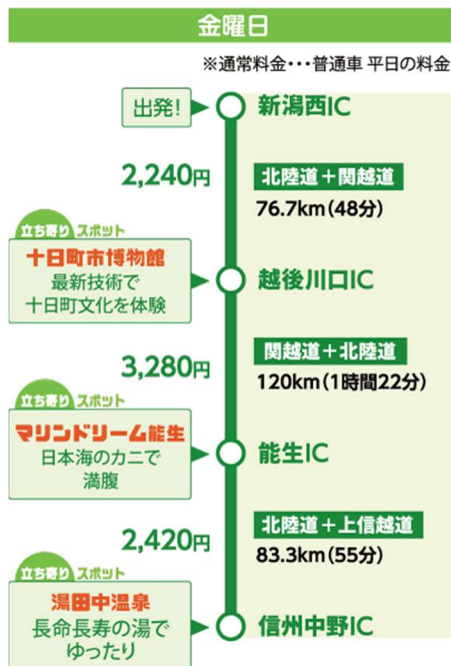 金曜日
※通常料金･･･普通車 平日の料金
出発!
新潟西IC
2,240円
北陸道＋関越道
76.7km(48分)
立ち寄りスポット
十日町市博物館
最新技術で
十日町文化を体験
越後川口IC
3,280円
関越道＋北陸道
120km(1時間22分)
立ち寄りスポット
マリンドリーム能生
日本海のカニで
満腹
能生IC
2,420円
北陸道＋上信越道
83.3km(55分)
立ち寄りスポット
湯田中温泉
長命長寿の湯で
ゆったり
信州中野IC